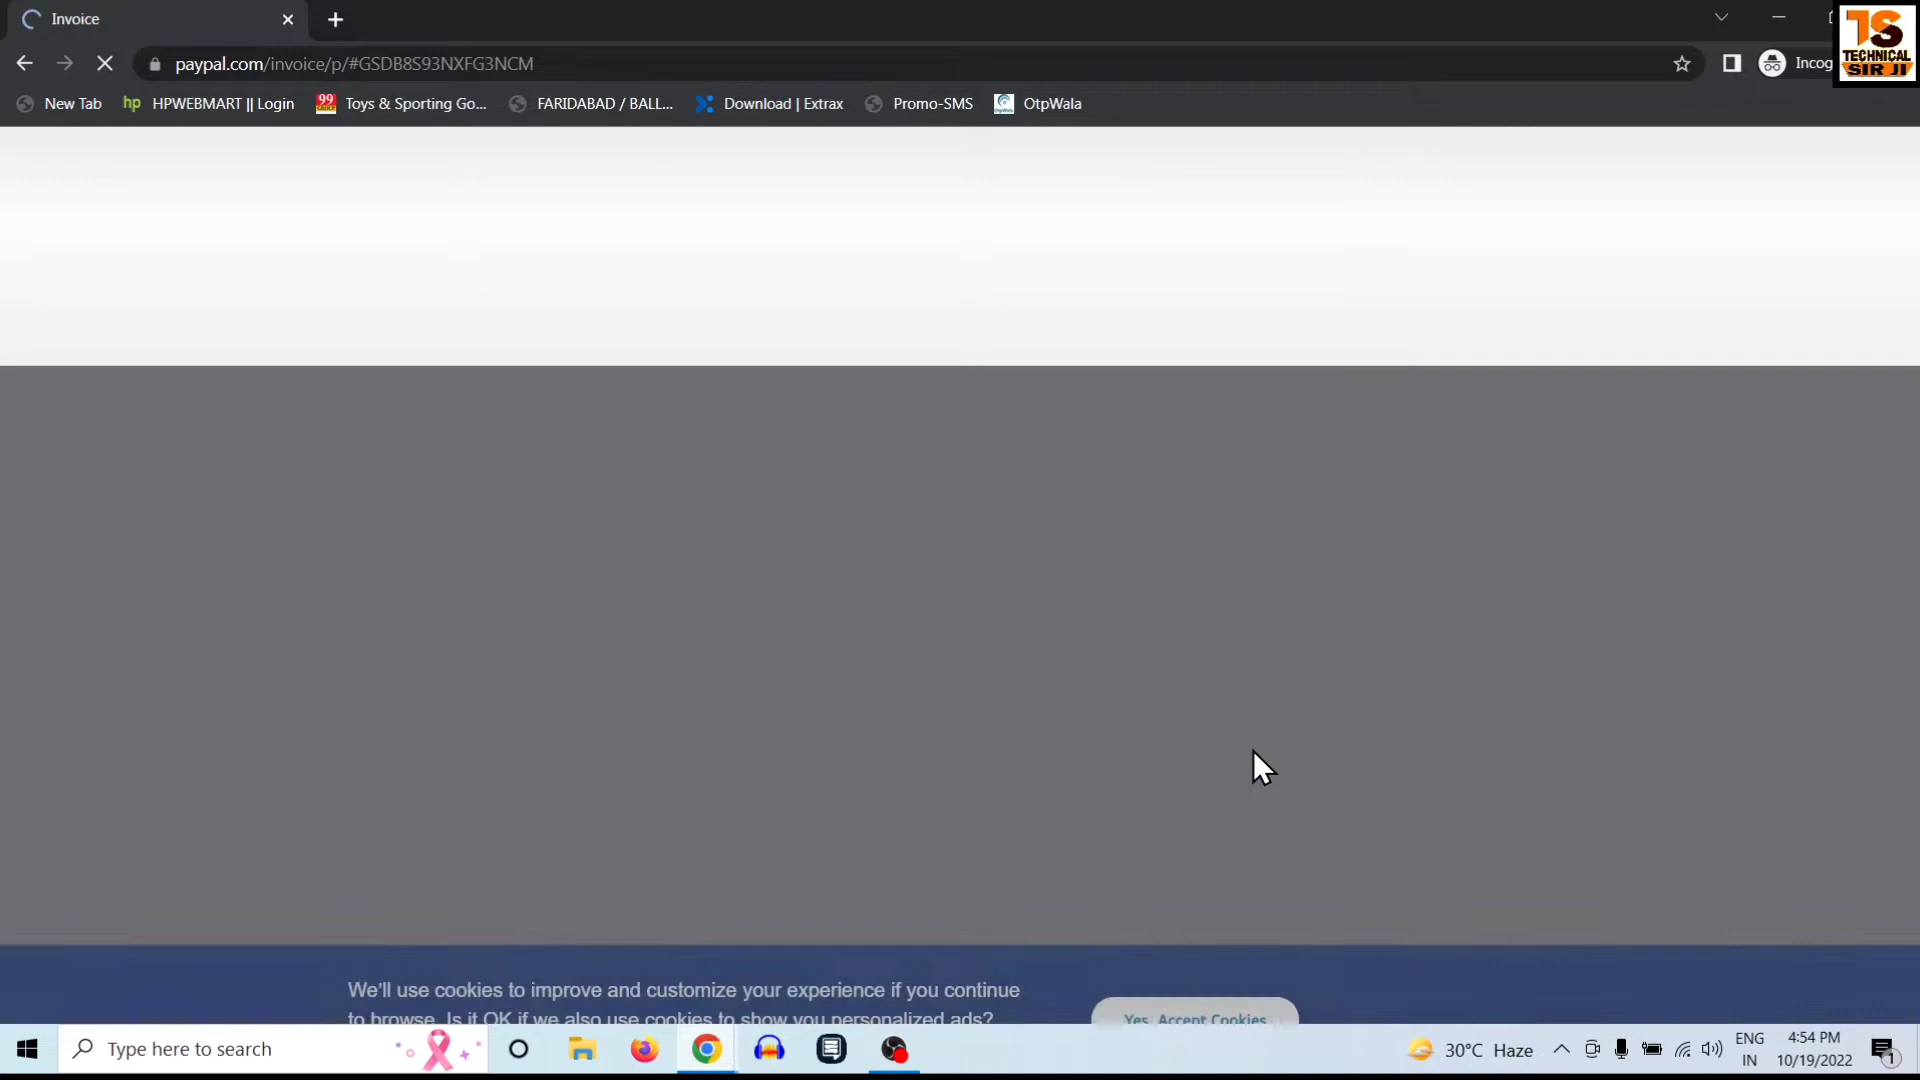 Invoice
TS
TECHNICAL
SIR JI
paypal.com/invoice/p/#GSDB8S93NXFG3NCM
Incog
New Tab
hp HPWEBMART || Login
99 Toys & Sporting Go...
FARIDABAD / BALL...
Download | Extrax
Promo-SMS
OtpWala
We'll use cookies to improve and customize your experience if you continue
to browse. Is it OK if we also use cookies to show you personalized ads?
Yes, Accept Cookies
Type here to search
30°C Haze
ENG
IN
4:54 PM
10/19/2022
1